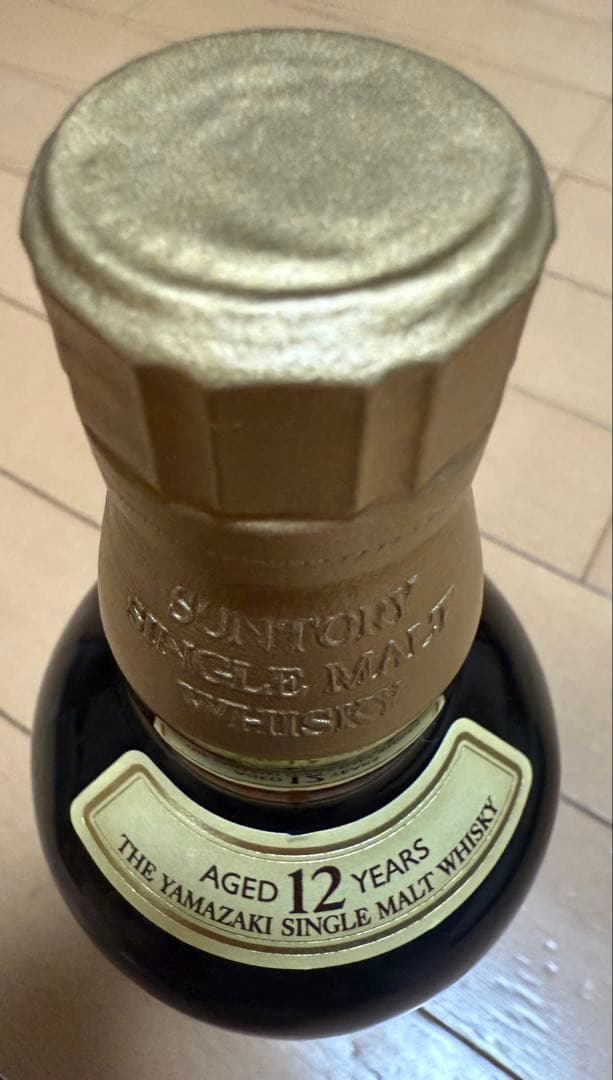 SUNTORY
SINGLE MALT
WHISKY
AGED 12 YEARS
THE YAMAZAKI SINGLE MALT WHISKY